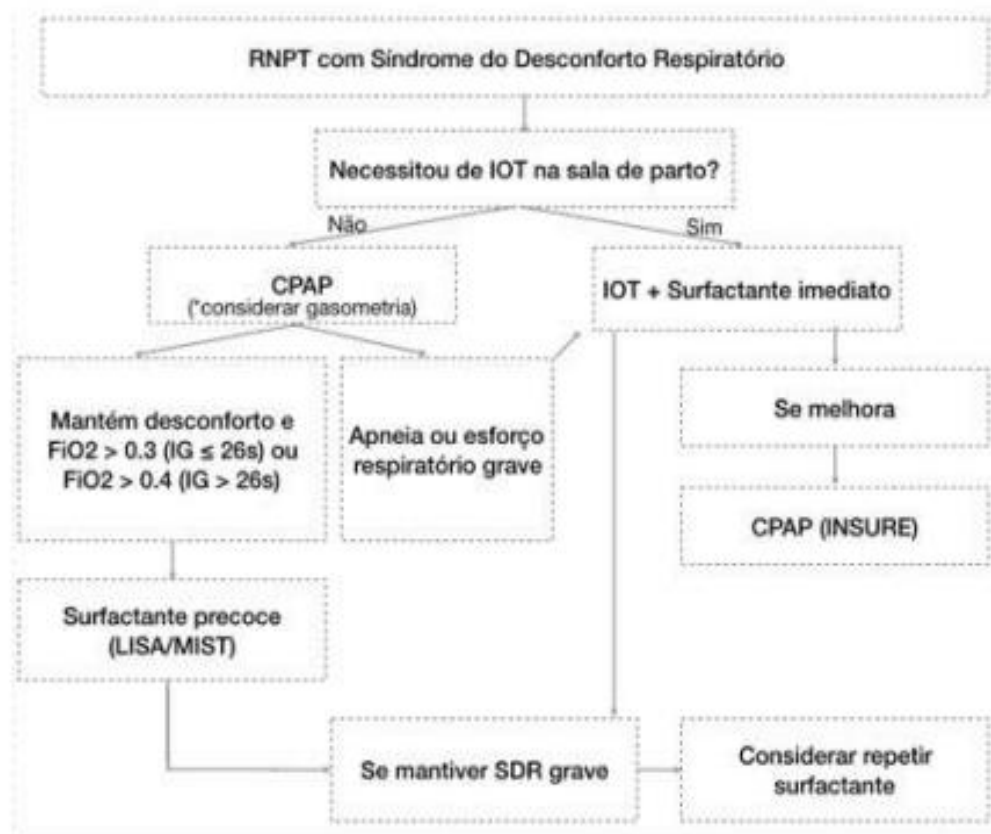 RNPT com Síndrome do Desconforto Respiratório
Necessitou de IOT na sala de parto?
Não
Sim
CPAP
(*considerar gasometria)
IOT + Surfactante imediato
Mantém desconforto e
FiO2 > 0.3 (IG ≤ 26s) ou
FiO2 > 0.4 (IG > 26s)
Apneia ou esforço
respiratório grave
Se melhora
CPAP (INSURE)
Surfactante precoce
(LISA/MIST)
Se mantiver SDR grave
Considerar repetir
surfactante